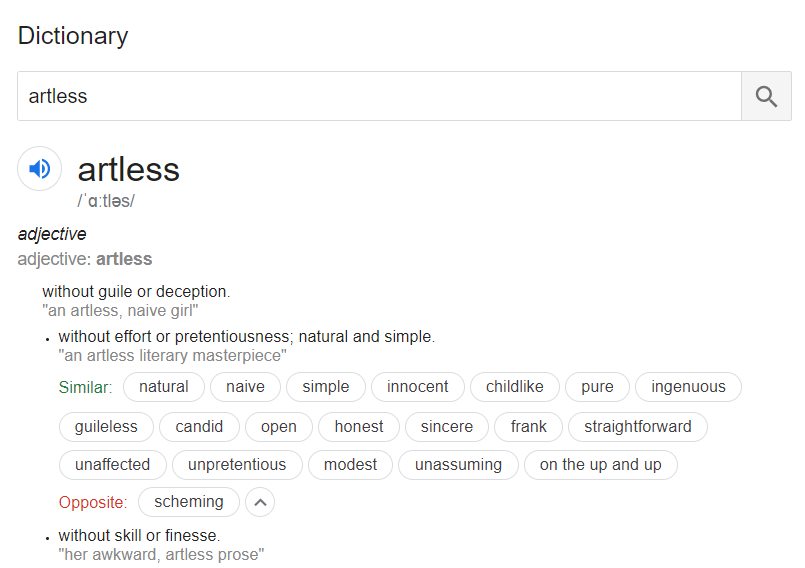 Dictionary
artless
artless
/ˈɑːtləs/
adjective
adjective: artless
without guile or deception.
"an artless, naive girl"
• without effort or pretentiousness; natural and simple.
"an artless literary masterpiece"
Similar: natural naive simple innocent childlike pure ingenuous
guileless candid open honest sincere frank straightforward
unaffected unpretentious modest unassuming on the up and up
Opposite: scheming
• without skill or finesse.
"her awkward, artless prose"